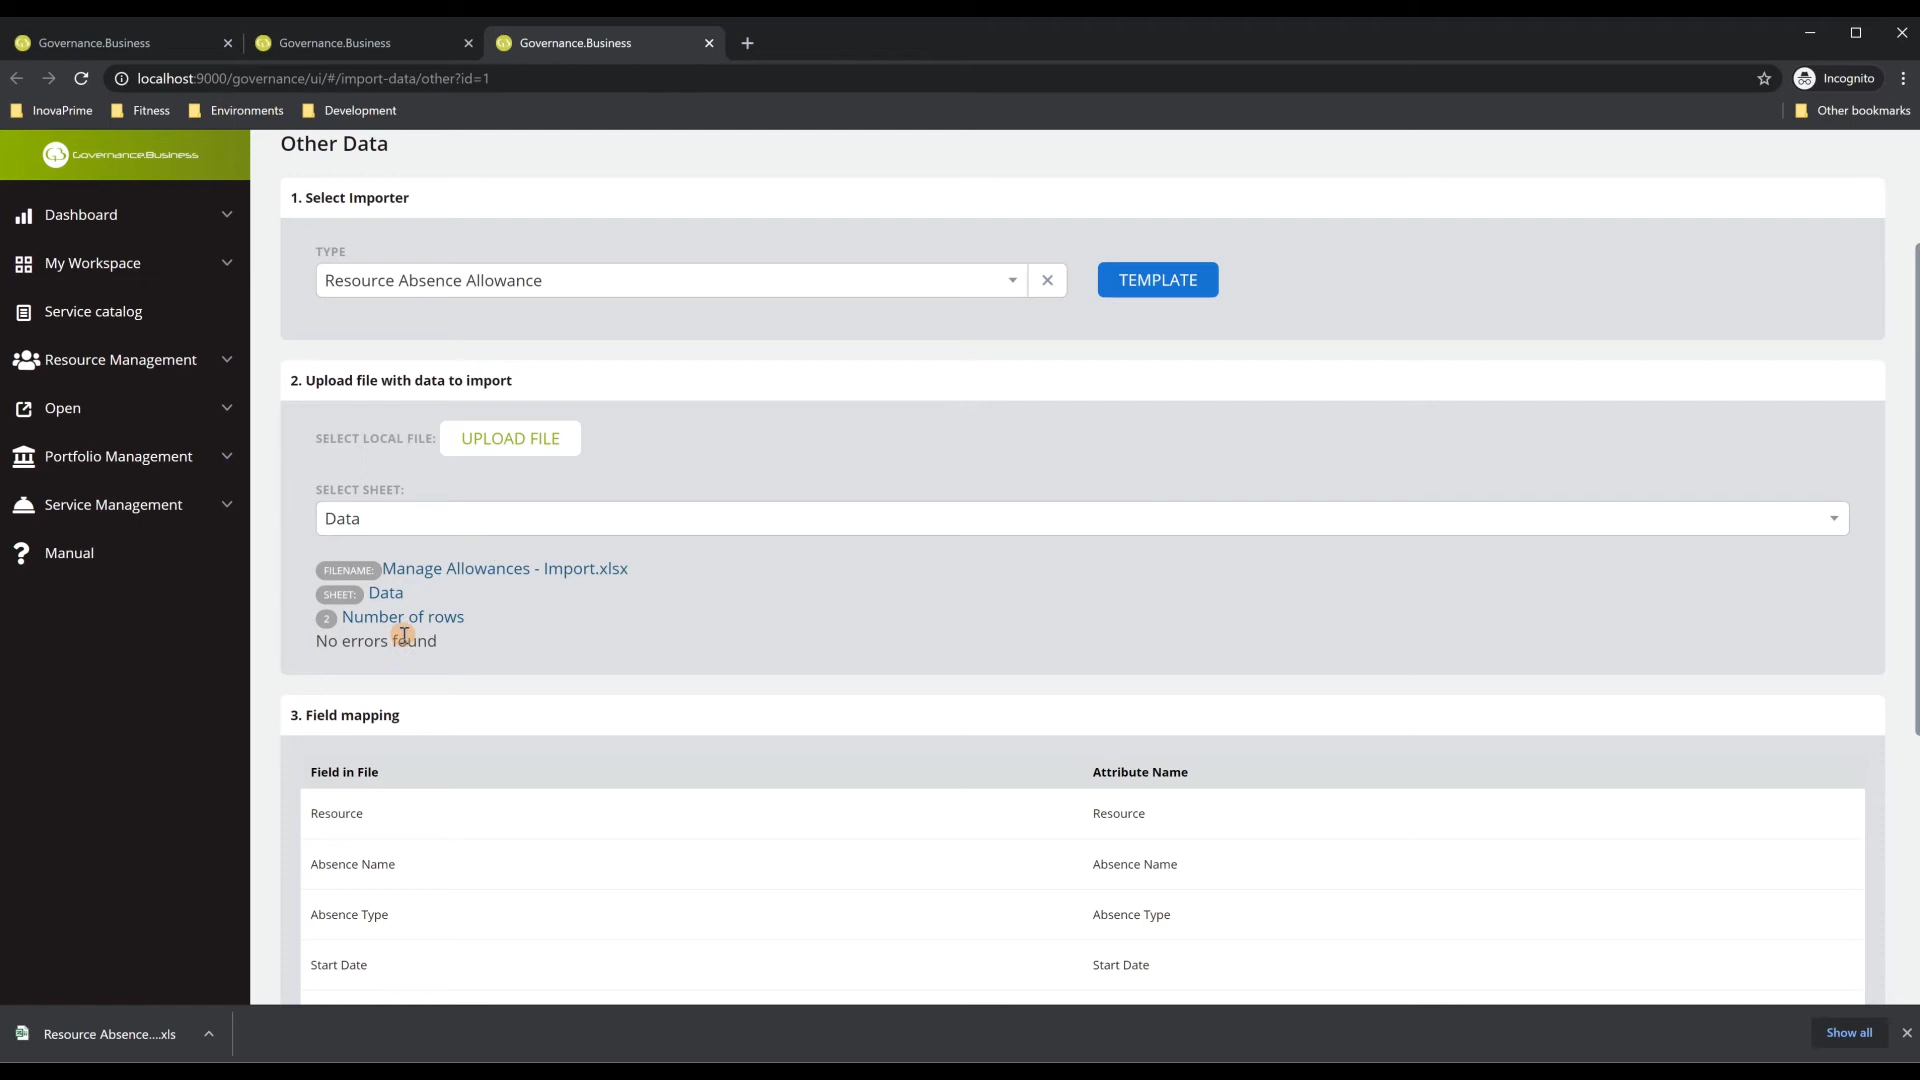 Governance.Business
Governance.Business
Governance.Business
localhost:9000/governance/ui/#/import-data/other?id=1
Incognito
InovaPrime
Fitness
Environments
Development
Other bookmarks
Governance.Business
Dashboard
My Workspace
Service catalog
Resource Management
Open
Portfolio Management
Service Management
Manual
Other Data
1. Select Importer
TYPE
Resource Absence Allowance
TEMPLATE
2. Upload file with data to import
SELECT LOCAL FILE: UPLOAD FILE
SELECT SHEET:
Data
FILENAME: Manage Allowances - Import.xlsx
SHEET: Data
2 Number of rows
No errors found
3. Field mapping
Field in File Attribute Name
Resource Resource
Absence Name Absence Name
Absence Type Absence Type
Start Date Start Date
Resource Absence....xls
Show all